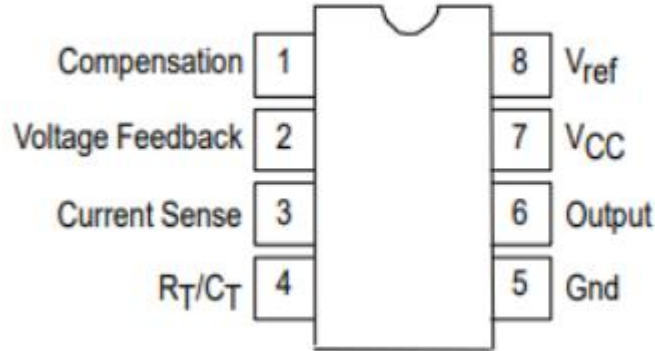 Compensation 1 8 Vref
Voltage Feedback 2 7 VCC
Current Sense 3 6 Output
RT/CT 4 5 Gnd